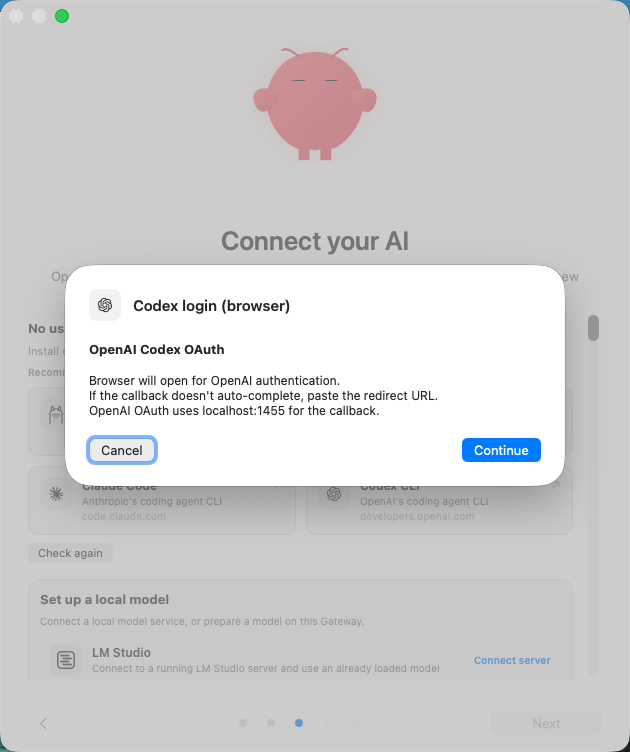 Connect your AI
Op
ew
Codex login (browser)
No us
OpenAI Codex OAuth
Install
Recomm
Browser will open for OpenAI authentication.
If the callback doesn't auto-complete, paste the redirect URL.
OpenAI OAuth uses localhost:1455 for the callback.
Cancel
Continue
Claude Code
Codex CLI
Anthropic's coding agent CLI
OpenAI's coding agent CLI
code.claude.com
developers.openai.com
Check again
Set up a local model
Connect a local model service, or prepare a model on this Gateway.
LM Studio
Connect to a running LM Studio server and use an already loaded model
Connect server
Next